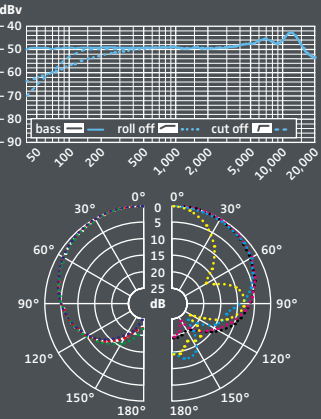 dBv
– 40
– 50
– 60
– 70
– 80
– 90
bass roll off cut off
50 100 200 500 1,000 2,000 5,000 10,000 20,000
0° 0°
30° 0 30°
5
60° 10 60°
15
20
25
90° dB 90°
120° 120°
150° 150°
180° 180°